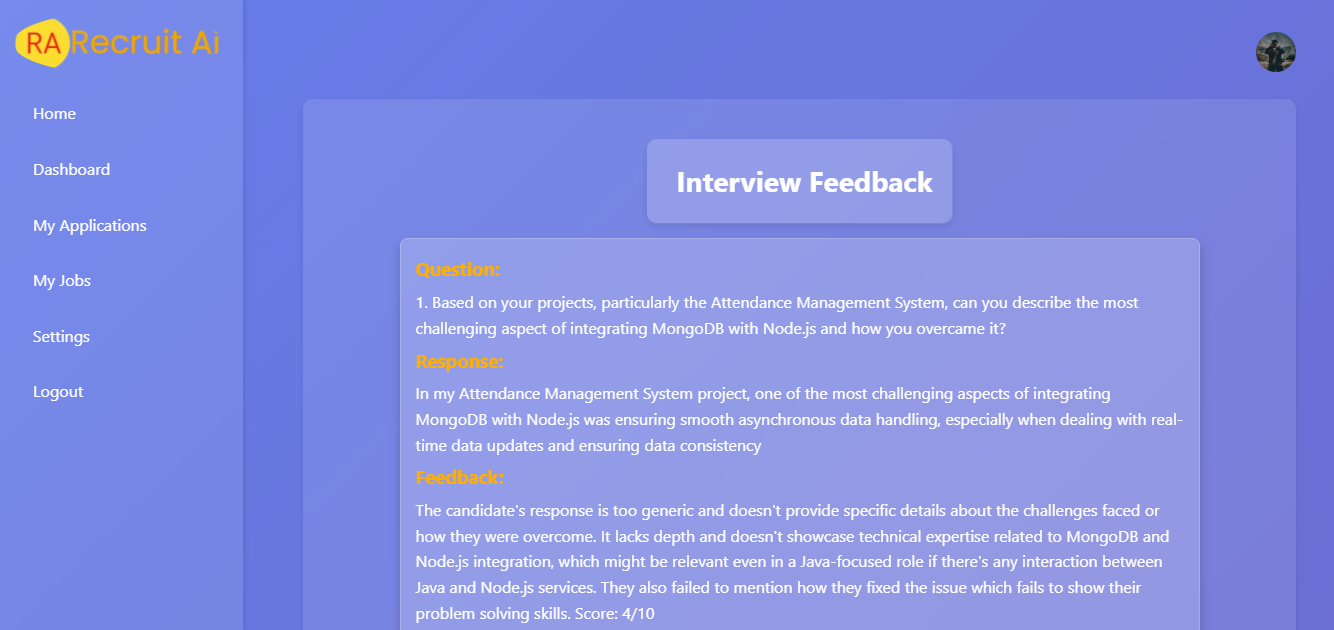 RA Recruit Ai
Home
Dashboard
My Applications
My Jobs
Settings
Logout
Interview Feedback
Question:
1. Based on your projects, particularly the Attendance Management System, can you describe the most
challenging aspect of integrating MongoDB with Node.js and how you overcame it?
Response:
In my Attendance Management System project, one of the most challenging aspects of integrating
MongoDB with Node.js was ensuring smooth asynchronous data handling, especially when dealing with real-
time data updates and ensuring data consistency
Feedback:
The candidate's response is too generic and doesn't provide specific details about the challenges faced or
how they were overcome. It lacks depth and doesn't showcase technical expertise related to MongoDB and
Node.js integration, which might be relevant even in a Java-focused role if there's any interaction between
Java and Node.js services. They also failed to mention how they fixed the issue which fails to show their
problem solving skills. Score: 4/10